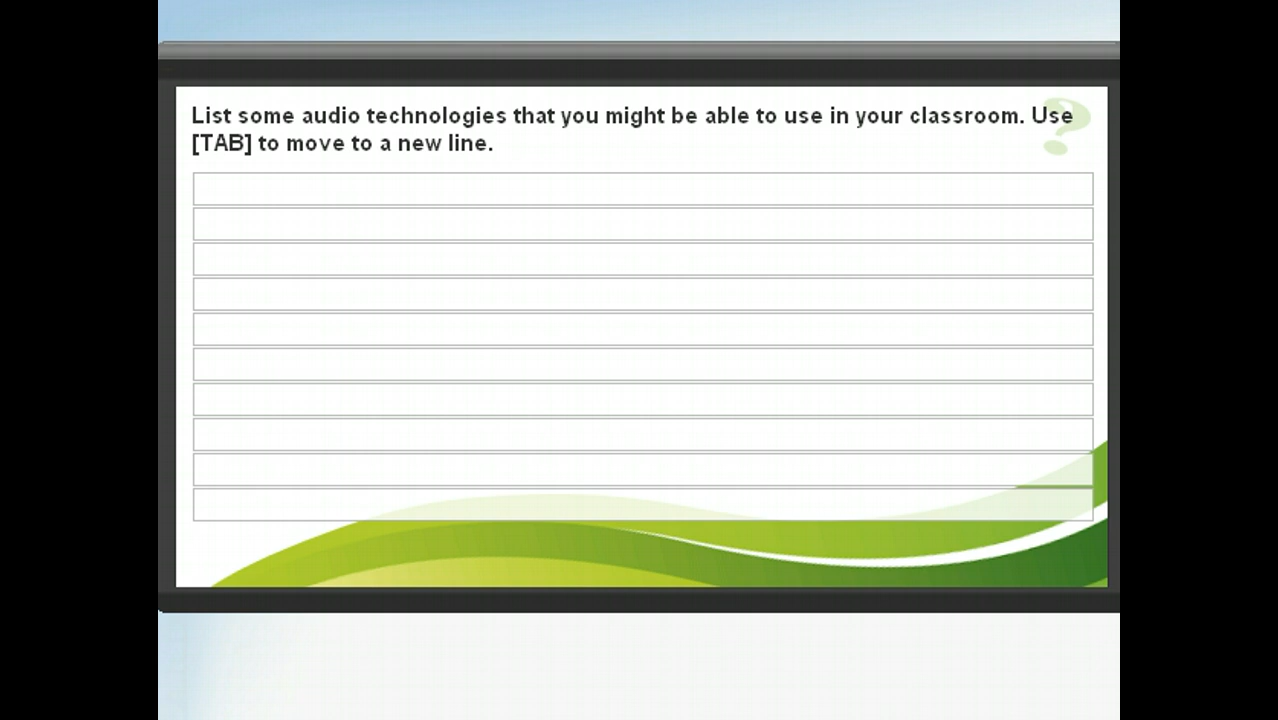 List some audio technologies that you might be able to use in your classroom. Use
[TAB] to move to a new line.